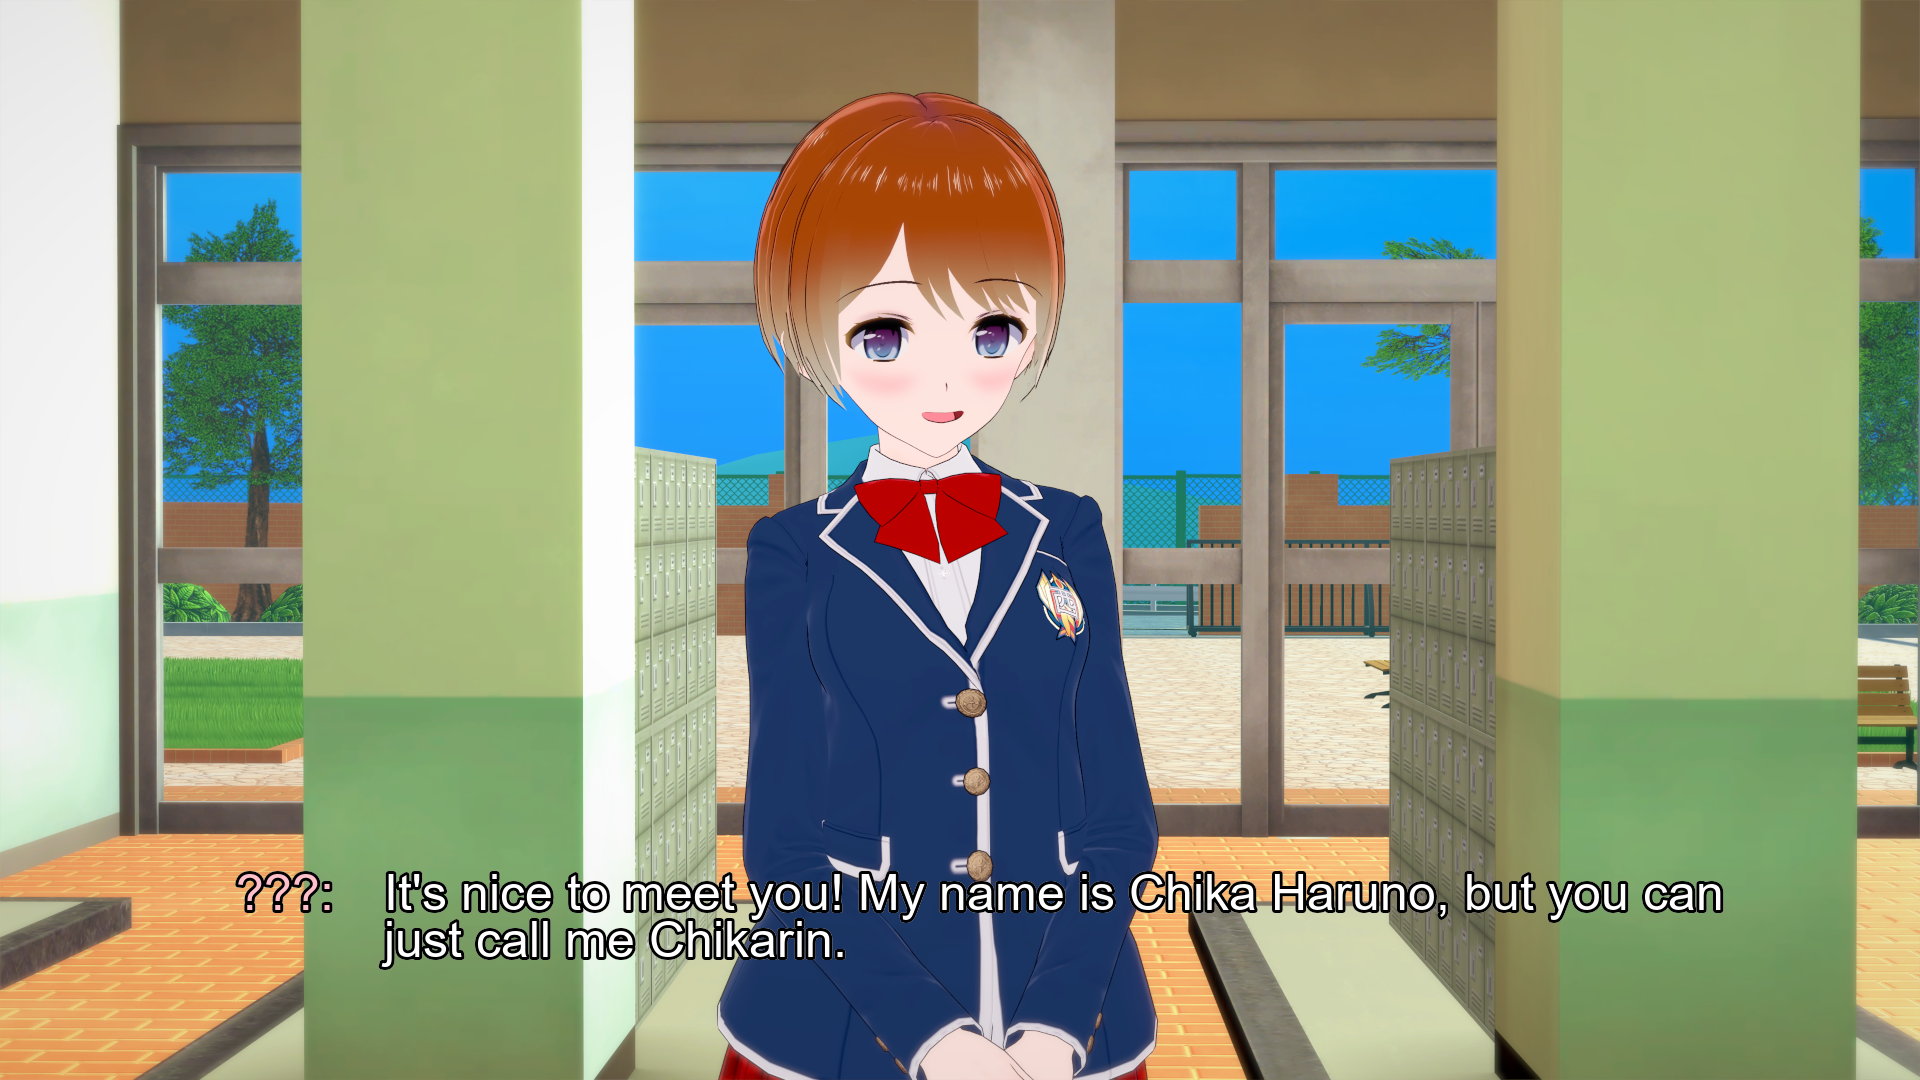 ???: It's nice to meet you! My name is Chika Haruno, but you can
just call me Chikarin.